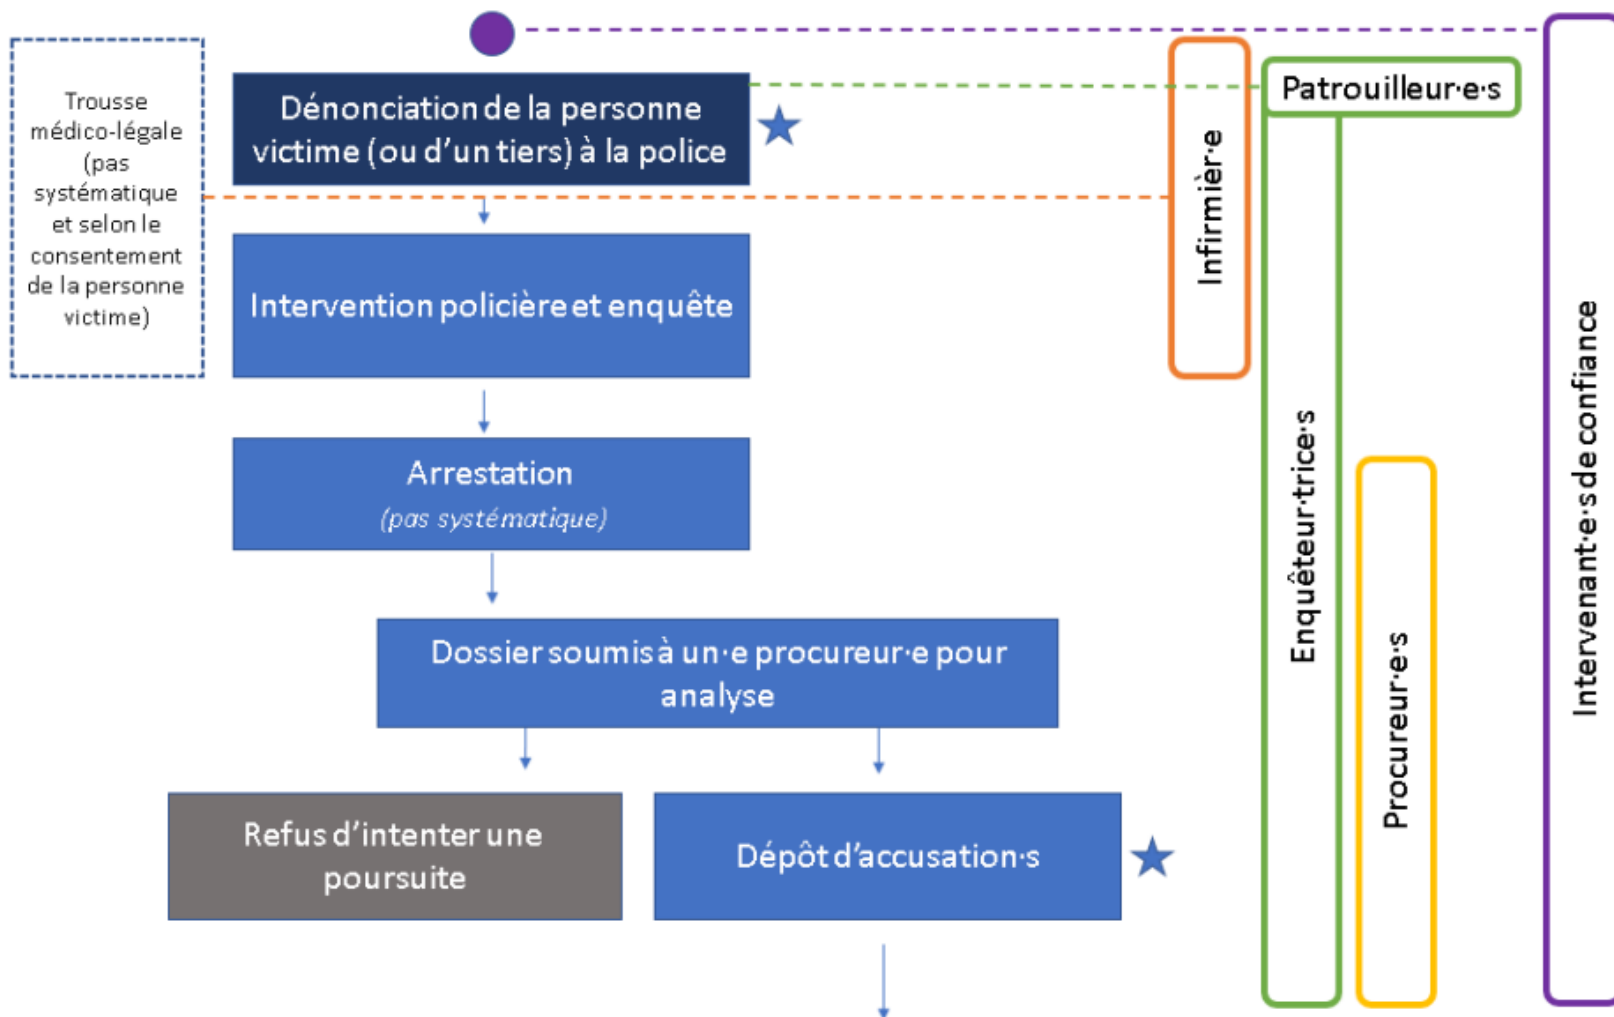 Trousse
médico-légale
(pas
systématique
et selon le
consentement
de la personne
victime)
Dénonciation de la personne
victime (ou d'un tiers) à la police
Intervention policière et enquête
Arrestation
(pas systématique)
Dossier soumis à un·e procureur·e pour
analyse
Refus d'intenter une
poursuite
Dépôt d'accusation·s
Infirmièr·e
Patrouilleur·e·s
Enquêteur·trice·s
Procureur·e·s
Intervenant·e·s de confiance